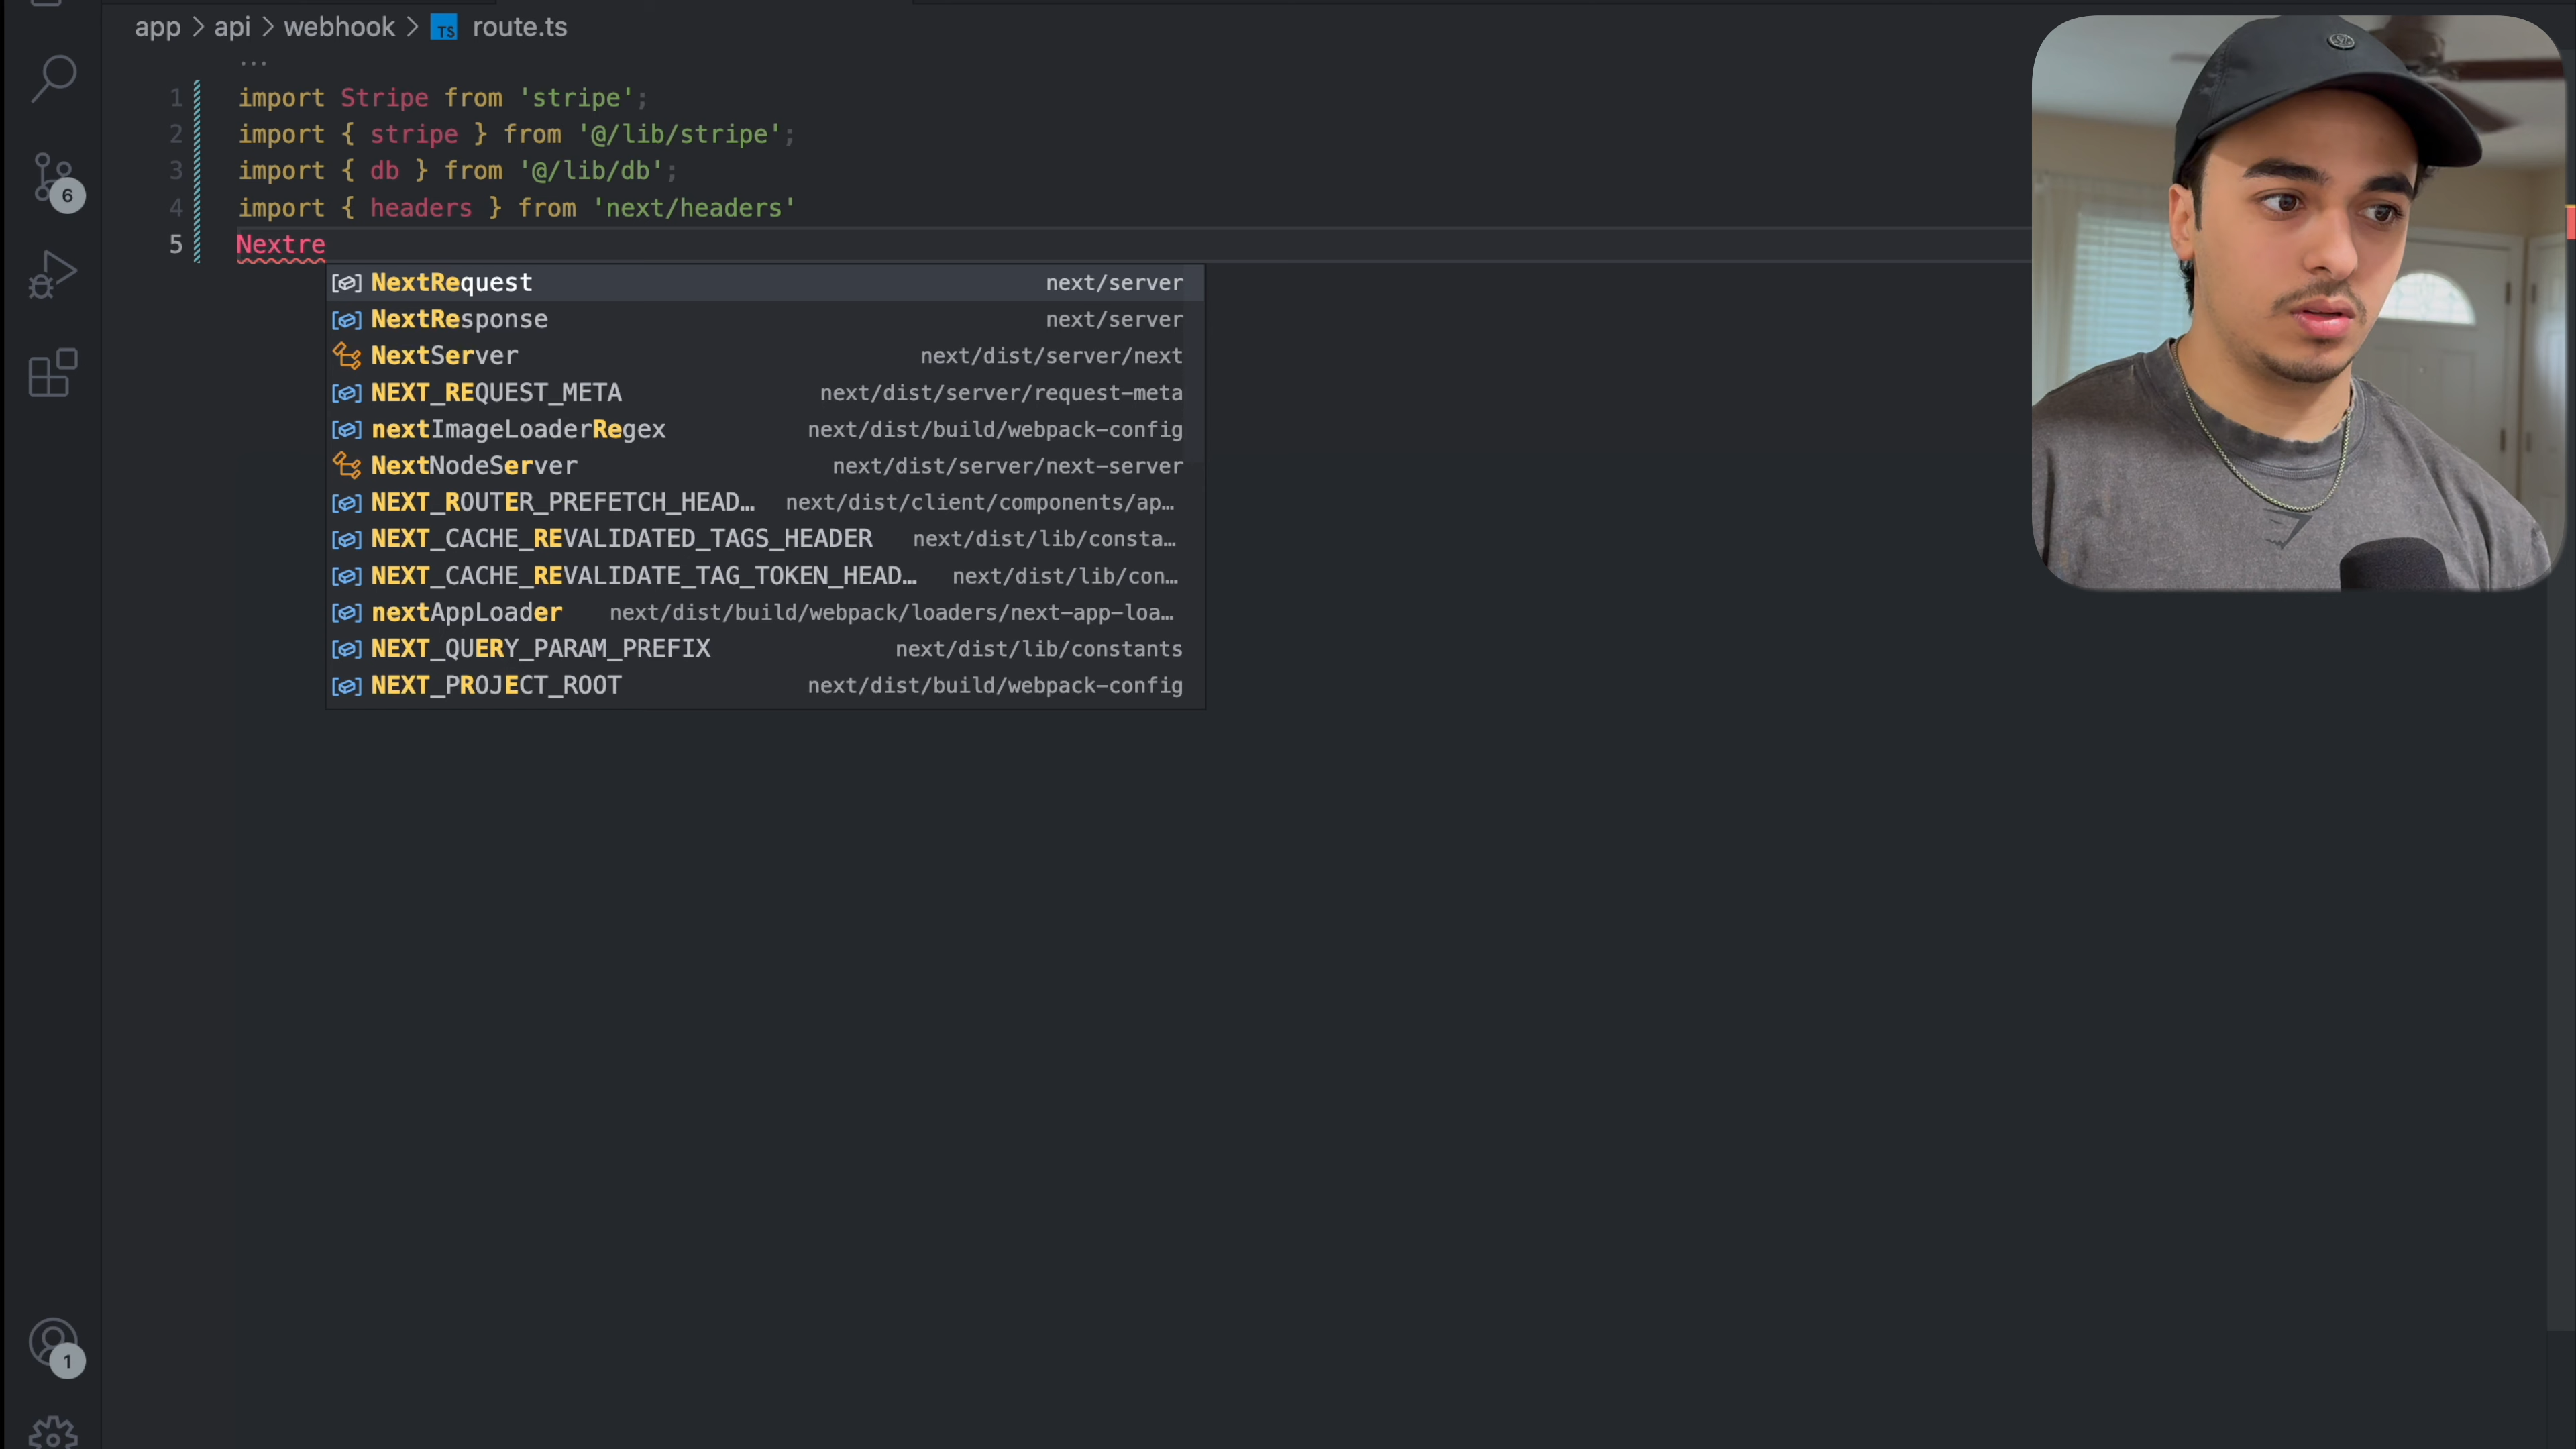 app > api > webhook > TS route.ts
...
1 import Stripe from 'stripe';
2 import { stripe } from '@/lib/stripe';
3 import { db } from '@/lib/db';
4 import { headers } from 'next/headers'
5 Nextre
NextRequest next/server
NextResponse next/server
NextServer next/dist/server/next
NEXT_REQUEST_META next/dist/server/request-meta
nextImageLoaderRegex next/dist/build/webpack-config
NextNodeServer next/dist/server/next-server
NEXT_ROUTER_PREFETCH_HEAD… next/dist/client/components/ap…
NEXT_CACHE_REVALIDATED_TAGS_HEADER next/dist/lib/consta…
NEXT_CACHE_REVALIDATE_TAG_TOKEN_HEAD… next/dist/lib/con…
nextAppLoader next/dist/build/webpack/loaders/next-app-loa…
NEXT_QUERY_PARAM_PREFIX next/dist/lib/constants
NEXT_PROJECT_ROOT next/dist/build/webpack-config
6
1